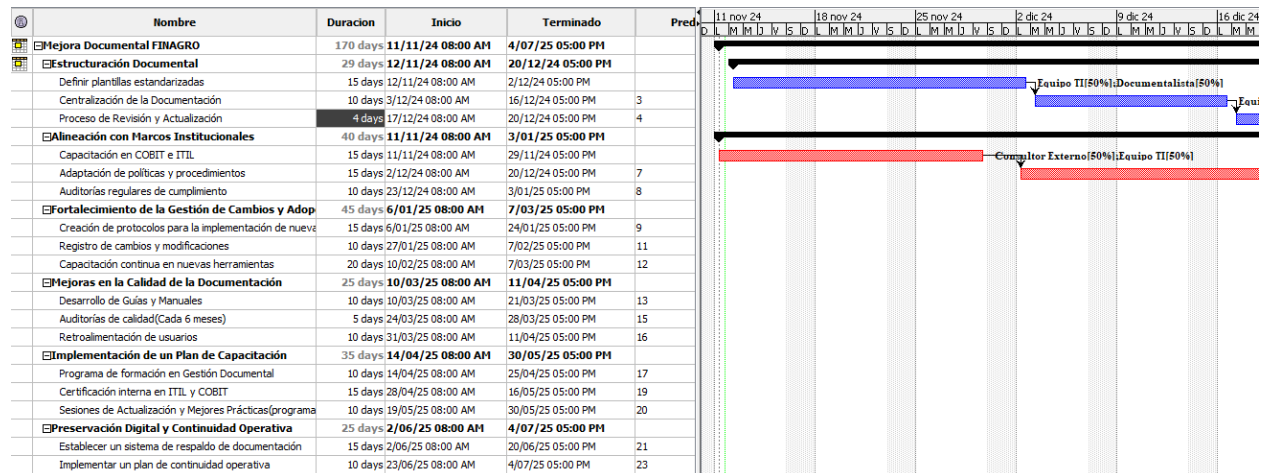 Nombre Duracion Inicio Terminado Pred
11 nov 24 18 nov 24 25 nov 24 2 dic 24 9 dic 24 16 dic 24
D L M M J V S D L M M J V S D L M M J V S D L M M J V S D L M M J V S D L M M
Mejora Documental FINAGRO 170 days 11/11/24 08:00 AM 4/07/25 05:00 PM
Estructuración Documental 29 days 12/11/24 08:00 AM 20/12/24 05:00 PM
Definir plantillas estandarizadas 15 days 12/11/24 08:00 AM 2/12/24 05:00 PM Equipo TI[50%];Documentalista[50%]
Centralización de la Documentación 10 days 3/12/24 08:00 AM 16/12/24 05:00 PM 3 Equi
Proceso de Revisión y Actualización 4 days 17/12/24 08:00 AM 20/12/24 05:00 PM 4
Alineación con Marcos Institucionales 40 days 11/11/24 08:00 AM 3/01/25 05:00 PM
Capacitación en COBIT e ITIL 15 days 11/11/24 08:00 AM 29/11/24 05:00 PM Consultor Externo[50%];Equipo TI[50%]
Adaptación de políticas y procedimientos 15 days 2/12/24 08:00 AM 20/12/24 05:00 PM 7
Auditorías regulares de cumplimiento 10 days 23/12/24 08:00 AM 3/01/25 05:00 PM 8
Fortalecimiento de la Gestión de Cambios y Adop 45 days 6/01/25 08:00 AM 7/03/25 05:00 PM
Creación de protocolos para la implementación de nueva 15 days 6/01/25 08:00 AM 24/01/25 05:00 PM 9
Registro de cambios y modificaciones 10 days 27/01/25 08:00 AM 7/02/25 05:00 PM 11
Capacitación continua en nuevas herramientas 20 days 10/02/25 08:00 AM 7/03/25 05:00 PM 12
Mejoras en la Calidad de la Documentación 25 days 10/03/25 08:00 AM 11/04/25 05:00 PM
Desarrollo de Guías y Manuales 10 days 10/03/25 08:00 AM 21/03/25 05:00 PM 13
Auditorías de calidad(Cada 6 meses) 5 days 24/03/25 08:00 AM 28/03/25 05:00 PM 15
Retroalimentación de usuarios 10 days 31/03/25 08:00 AM 11/04/25 05:00 PM 16
Implementación de un Plan de Capacitación 35 days 14/04/25 08:00 AM 30/05/25 05:00 PM
Programa de formación en Gestión Documental 10 days 14/04/25 08:00 AM 25/04/25 05:00 PM 17
Certificación interna en ITIL y COBIT 15 days 28/04/25 08:00 AM 16/05/25 05:00 PM 19
Sesiones de Actualización y Mejores Prácticas(programa 10 days 19/05/25 08:00 AM 30/05/25 05:00 PM 20
Preservación Digital y Continuidad Operativa 25 days 2/06/25 08:00 AM 4/07/25 05:00 PM
Establecer un sistema de respaldo de documentación 15 days 2/06/25 08:00 AM 20/06/25 05:00 PM 21
Implementar un plan de continuidad operativa 10 days 23/06/25 08:00 AM 4/07/25 05:00 PM 23